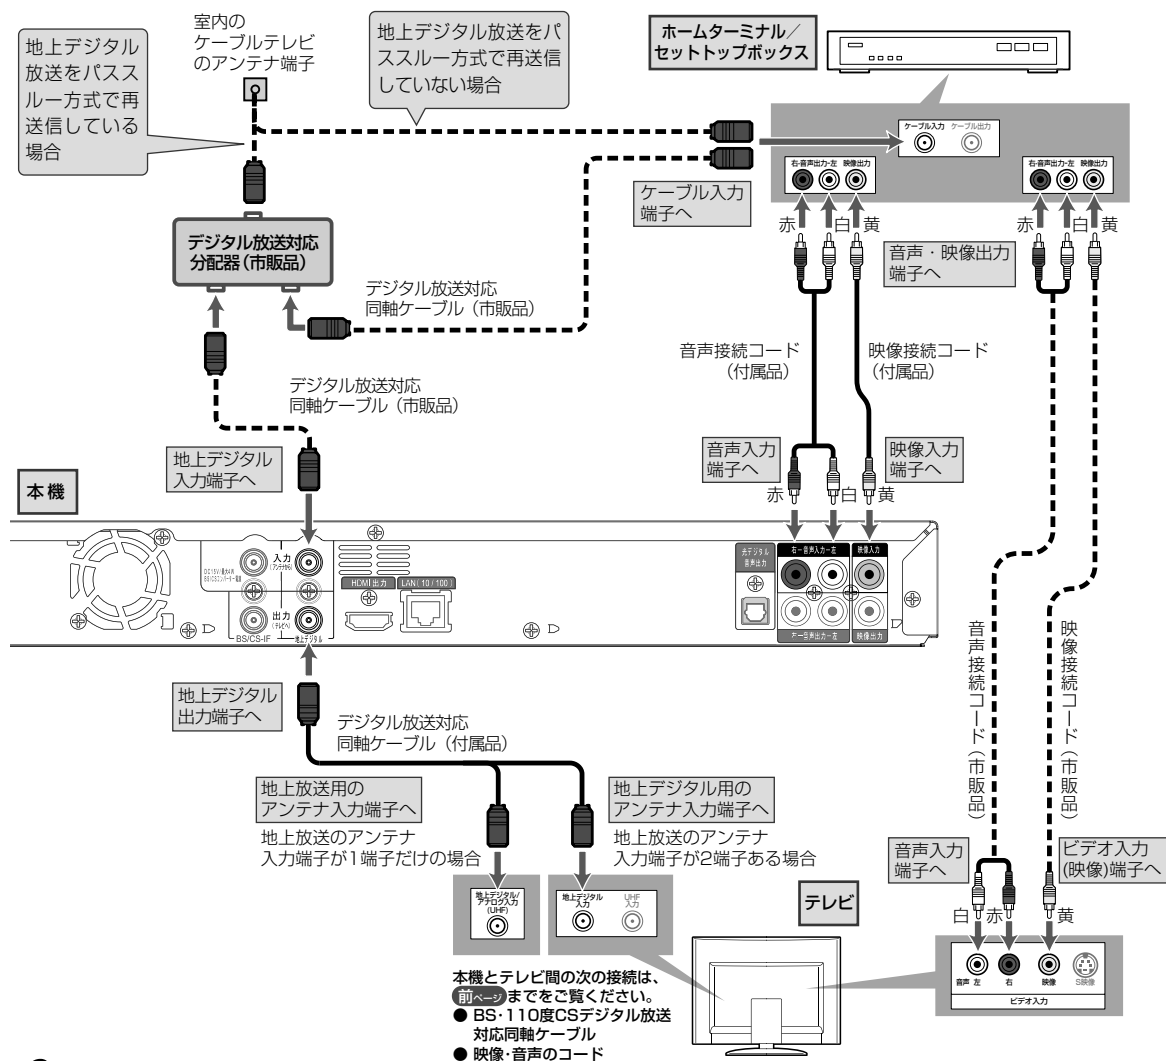 地上デジタル
放送をパスス
ルー方式で再
送信している
場合
室内の
ケーブルテレビ
のアンテナ端子
地上デジタル放送をパ
ススルー方式で再送信
していない場合
ホームターミナル／
セットトップボックス
ケーブル入力
ケーブル出力
右-音声出力-左
映像出力
右-音声出力-左
映像出力
ケーブル入力
端子へ
赤
白
黄
音声・映像出力
端子へ
赤
白
黄
デジタル放送対応
分配器(市販品)
デジタル放送対応
同軸ケーブル（市販品）
音声接続コード
（付属品）
映像接続コード
（付属品）
デジタル放送対応
同軸ケーブル（市販品）
地上デジタル
入力端子へ
音声入力
端子へ
映像入力
端子へ
赤
白
黄
本機
入力
(アンテナから)
出力
(テレビへ)
BS/CS-IF
地上デジタル
HDMI出力
LAN(10/100)
光デジタル
音声出力
右－音声入力－左
映像入力
右－音声出力－左
映像出力
音声接続コード（市販品）
映像接続コード（市販品）
地上デジタル
出力端子へ
デジタル放送対応
同軸ケーブル（付属品）
地上放送用の
アンテナ入力端子へ
地上放送のアンテナ
入力端子が1端子だけの場合
地上デジタル用の
アンテナ入力端子へ
地上放送のアンテナ
入力端子が2端子ある場合
地上デジタル/
アナログ入力
(UHF)
地上デジタル
入力
UHF
入力
テレビ
音声入力
端子へ
ビデオ入力
(映像)端子へ
白
赤
黄
音声 左
右
映像
S映像
ビデオ入力
本機とテレビ間の次の接続は、
前ページまでをご覧ください。
● BS・110度CSデジタル放送
対応同軸ケーブル
● 映像・音声のコード